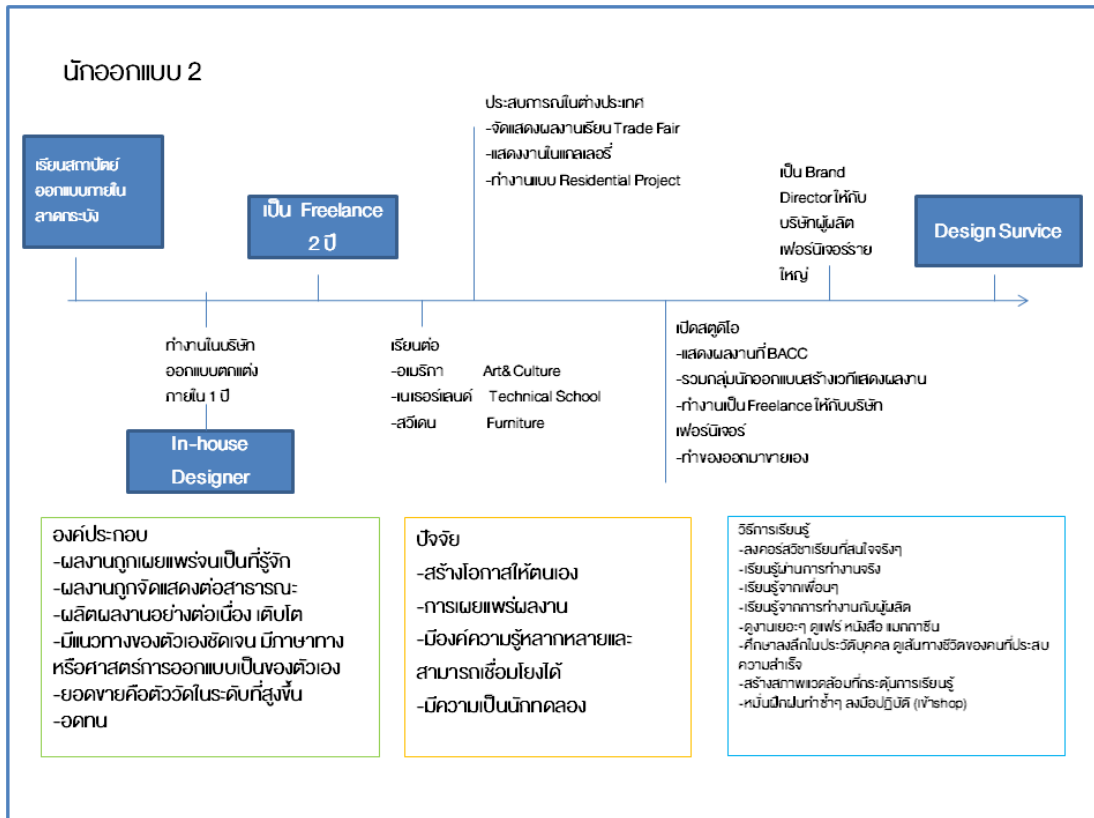 นักออกแบบ 2
เรียนสถาปัตย์
ออกแบบภายใน
ลาดกระบัง
เป็น Freelance
2 ปี
ประสบการณ์ในต่างประเทศ
-จัดแสดงผลงานเรียน Trade Fair
-แสดงงานในแกลเลอรี่
-ทำงานแบบ Residential Project
เป็น Brand
Director ให้กับ
บริษัทผู้ผลิต
เฟอร์นิเจอร์ราย
ใหญ่
Design Survice
ทำงานในบริษัท
ออกแบบตกแต่ง
ภายใน 1 ปี
In-house
Designer
เรียนต่อ
-อเมริกา Art& Culture
-เนเธอร์เลนด์ Technical School
-สวีเดน Furniture
เปิดสตูดิโอ
-แสดงผลงานที่ BACC
-รวมกลุ่มนักออกแบบสร้างเวทีแสดงผลงาน
-ทำงานเป็น Freelance ให้กับบริษัท
เฟอร์นิเจอร์
-ทำของออกมาขายเอง
องค์ประกอบ
-ผลงานถูกเผยแพร่จนเป็นที่รู้จัก
-ผลงานถูกจัดแสดงต่อสาธารณะ
-ผลิตผลงานอย่างต่อเนื่อง เติบโต
-มีแนวทางของตัวเองชัดเจน มีภาษาทาง
หรือศาสตร์การออกแบบเป็นของตัวเอง
-ยอดขายคือตัววัดในระดับที่สูงขึ้น
-อดทน
ปัจจัย
-สร้างโอกาสให้ตนเอง
-การเผยแพร่ผลงาน
-มีองค์ความรู้หลากหลายและ
สามารถเชื่อมโยงได้
-มีความเป็นนักทดลอง
วิธีการเรียนรู้
-ลงคอร์สวิชาเรียนที่สนใจจริงๆ
-เรียนรู้ผ่านการทำงานจริง
-เรียนรู้จากเพื่อนๆ
-เรียนรู้จากการทำงานกับผู้ผลิต
-ดูงานเยอะๆ ดูแฟร์ หนังสือ แมกกาซีน
-ศึกษาลงลึกในประวัติบุคคล ดูเส้นทางชีวิตของคนที่ประสบ
ความสำเร็จ
-สร้างสภาพแวดล้อมที่กระตุ้นการเรียนรู้
-หมั่นฝึกฝนทำซ้ำๆ ลงมือปฏิบัติ (เข้าshop)